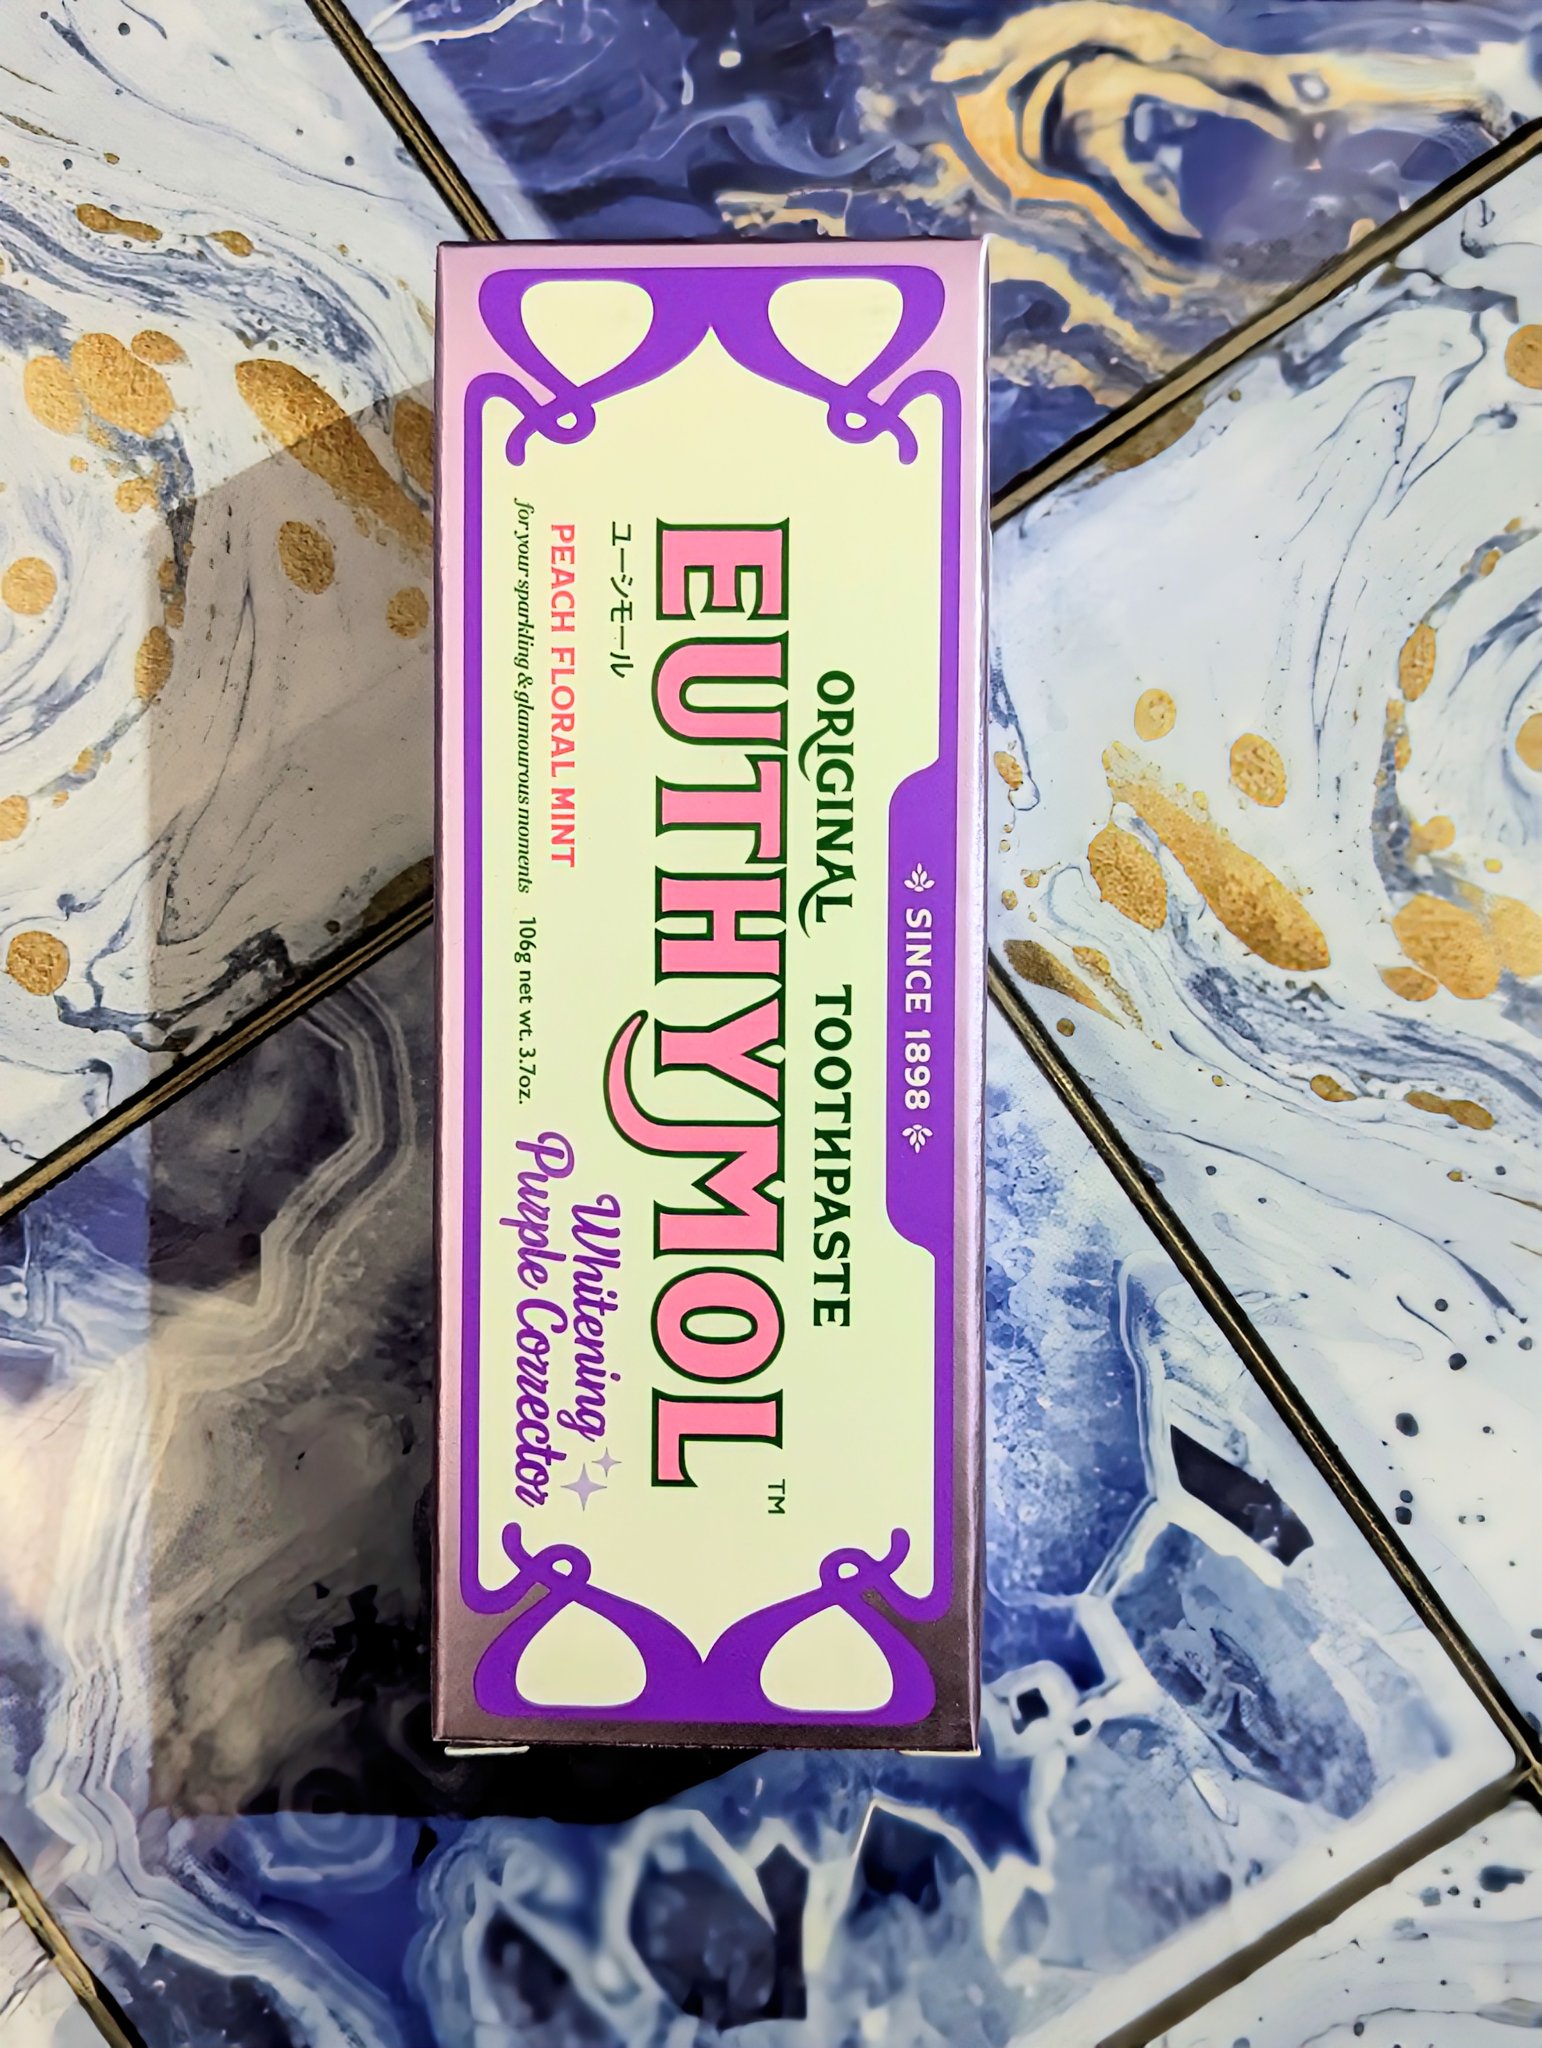 SINCE 1898
ORIGINAL TOOTHPASTE
EUTHYMOL™
ユーシモール
PEACH FLORAL MINT
for your sparkling & glamourous moments 106g net wt. 3.7oz.
Whitening
Purple Corrector